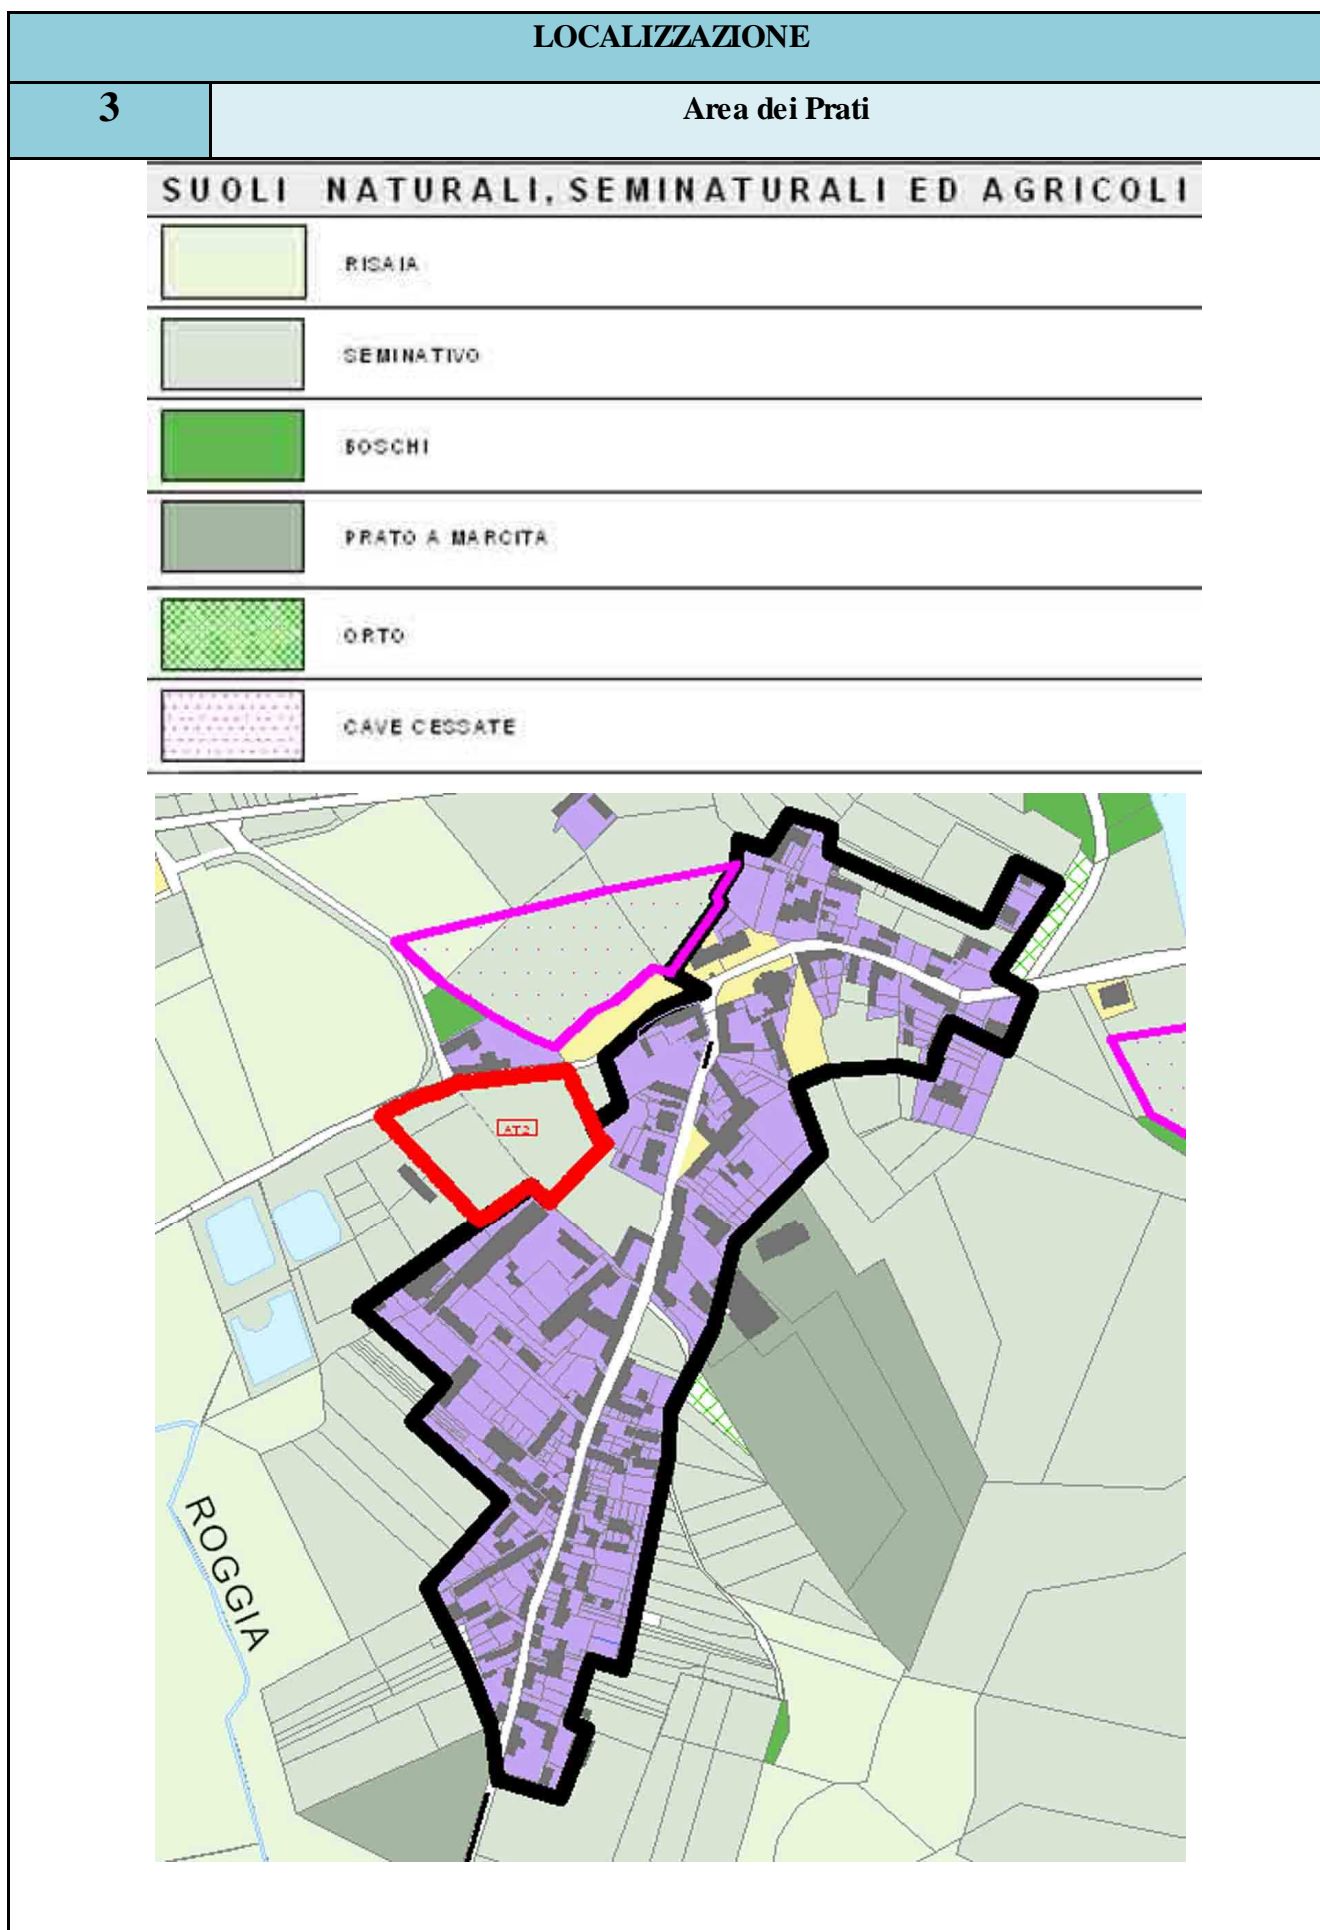 LOCALIZZAZIONE
3
Area dei Prati
SUOLI NATURALI, SEMINATURALI ED AGRICOLI
RISAIA
SEMINATIVO
BOSCHI
PRATO A MARCITA
ORTO
CAVE CESSATE
AT2
ROGGIA